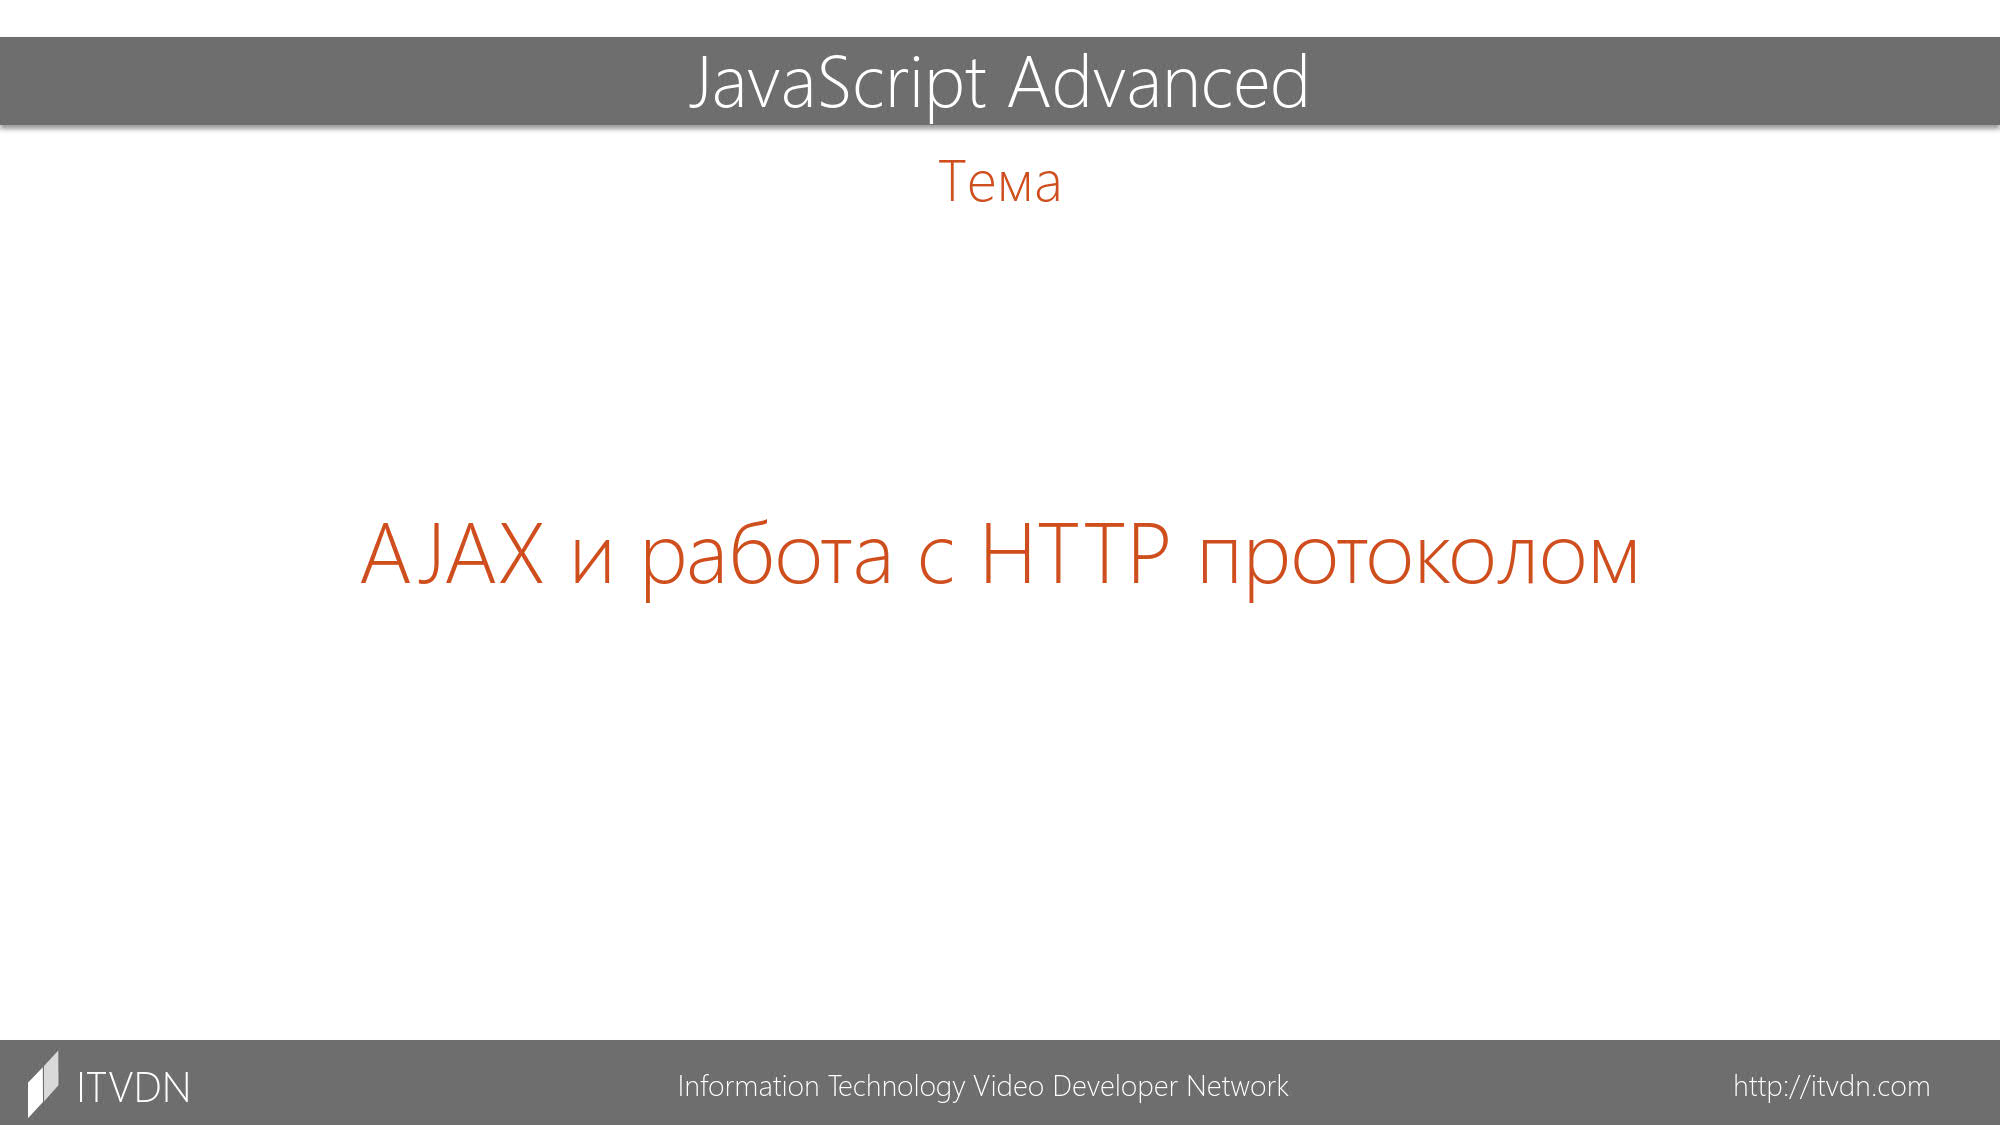 JavaScript Advanced
Тема
AJAX и работа с HTTP протоколом
ITVDN
Information Technology Video Developer Network
http://itvdn.com